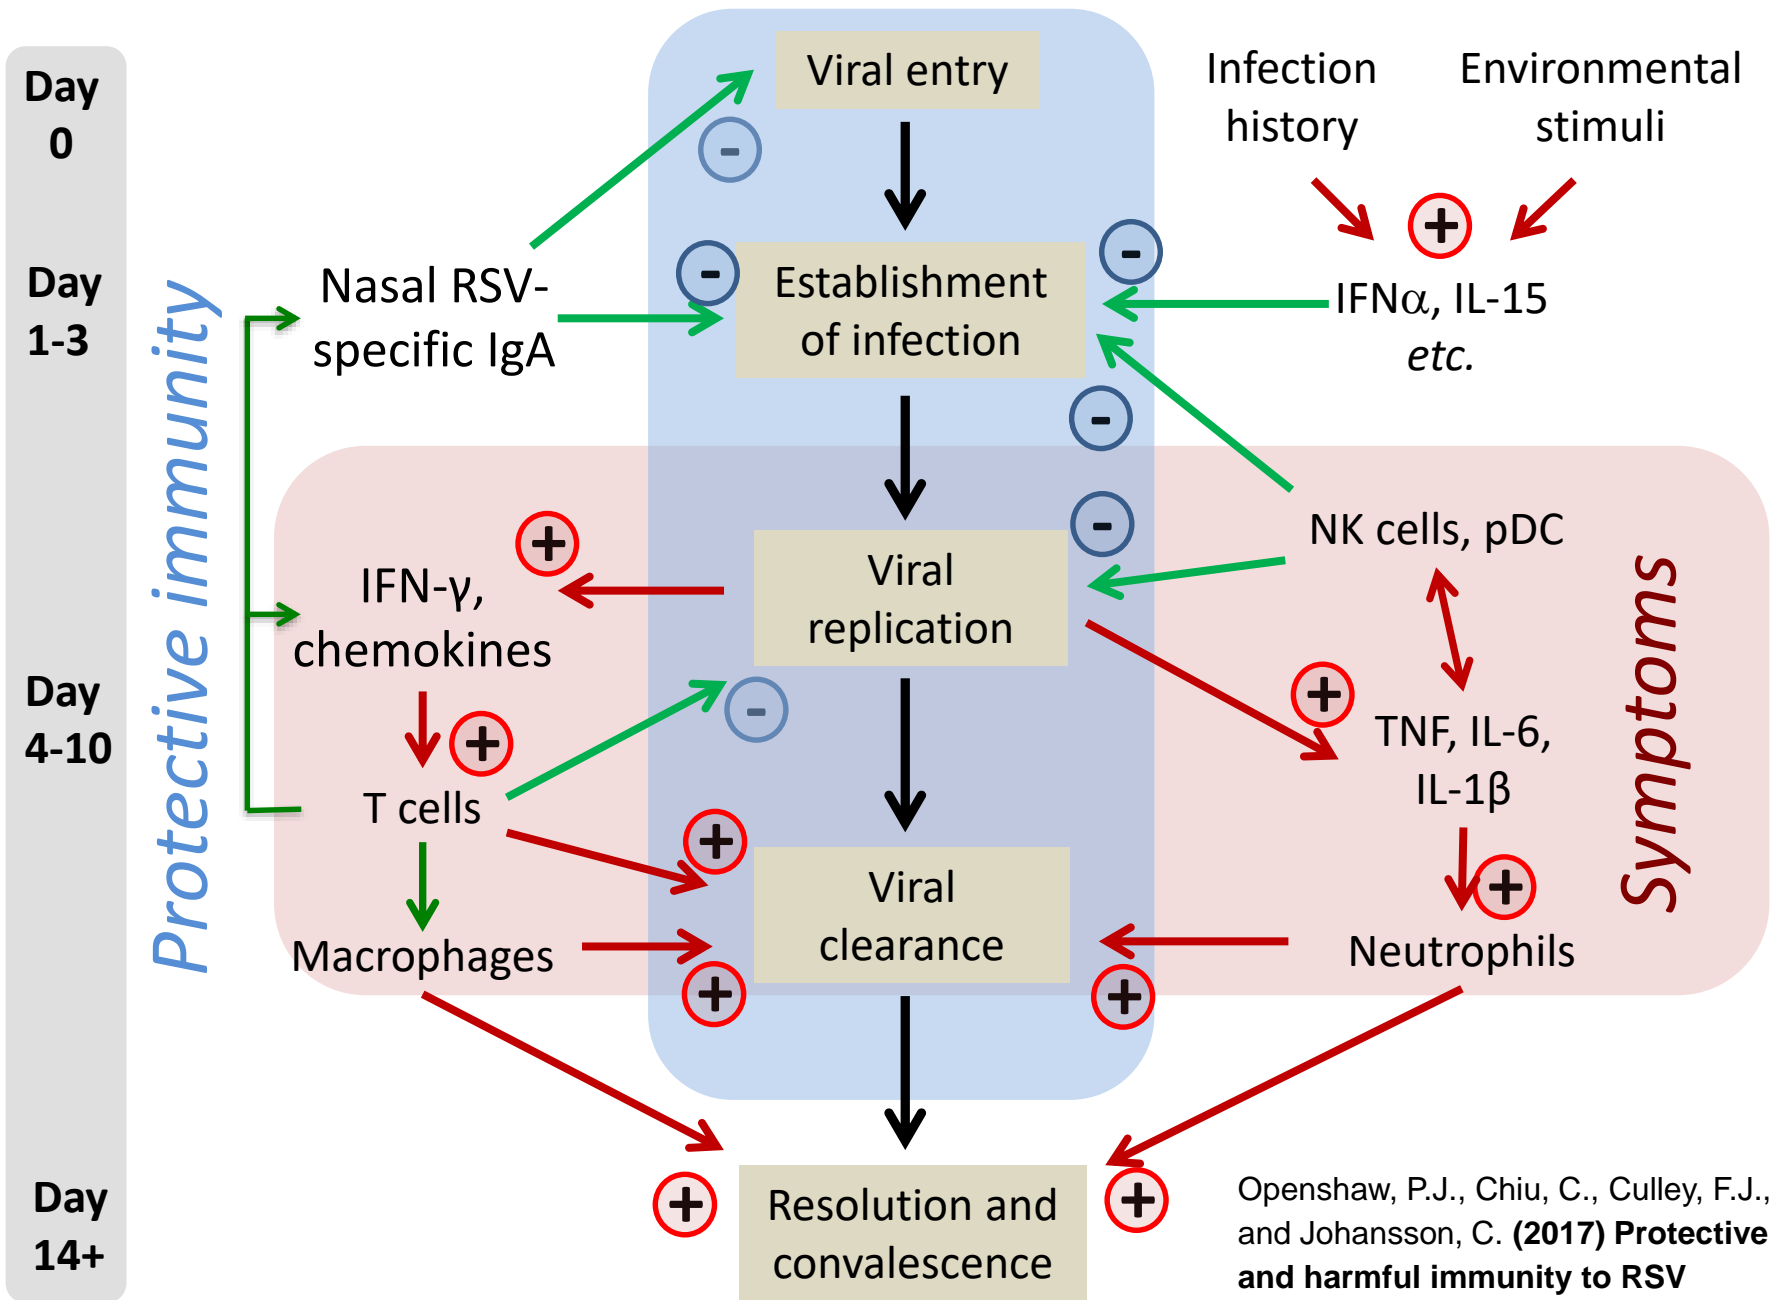 Day
0
Day
1-3
Day
4-10
Day
14+
Protective immunity
Viral entry
-
Infection
history
Environmental
stimuli
+
Nasal RSV-
specific IgA
-
Establishment
of infection
-
IFNα, IL-15
etc.
-
NK cells, pDC
-
+
IFN-γ,
chemokines
Viral
replication
+
TNF, IL-6,
IL-1β
Symptoms
+
-
T cells
+
Viral
clearance
+
Macrophages
+
+
Neutrophils
+
Resolution and
convalescence
+
Openshaw, P.J., Chiu, C., Culley, F.J.,
and Johansson, C. (2017) Protective
and harmful immunity to RSV